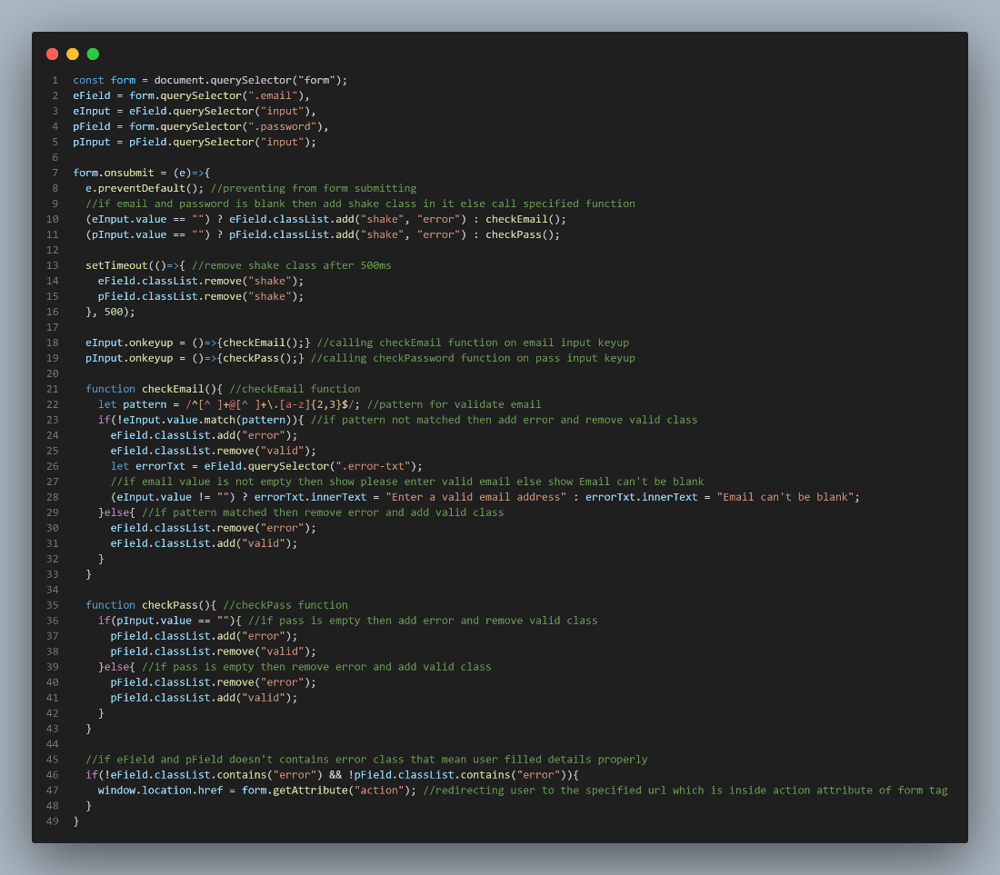 1 const form = document.querySelector("form");
2 eField = form.querySelector(".email"),
3 eInput = eField.querySelector("input"),
4 pField = form.querySelector(".password"),
5 pInput = pField.querySelector("input");
6
7 form.onsubmit = (e)=>{
8   e.preventDefault(); //preventing from form submitting
9   //if email and password is blank then add shake class in it else call specified function
10   (eInput.value == "") ? eField.classList.add("shake", "error") : checkEmail();
11   (pInput.value == "") ? pField.classList.add("shake", "error") : checkPass();
12
13   setTimeout(()=>{ //remove shake class after 500ms
14     eField.classList.remove("shake");
15     pField.classList.remove("shake");
16   }, 500);
17
18   eInput.onkeyup = ()=>{checkEmail();} //calling checkEmail function on email input keyup
19   pInput.onkeyup = ()=>{checkPass();} //calling checkPassword function on pass input keyup
20
21   function checkEmail(){ //checkEmail function
22     let pattern = /^[^ ]+@[^ ]+\.[a-z]{2,3}$/; //pattern for validate email
23     if(!eInput.value.match(pattern)){ //if pattern not matched then add error and remove valid class
24       eField.classList.add("error");
25       eField.classList.remove("valid");
26       let errorTxt = eField.querySelector(".error-txt");
27       //if email value is not empty then show please enter valid email else show Email can't be blank
28       (eInput.value != "") ? errorTxt.innerText = "Enter a valid email address" : errorTxt.innerText = "Email can't be blank";
29     }else{ //if pattern matched then remove error and add valid class
30       eField.classList.remove("error");
31       eField.classList.add("valid");
32     }
33   }
34
35   function checkPass(){ //checkPass function
36     if(pInput.value == ""){ //if pass is empty then add error and remove valid class
37       pField.classList.add("error");
38       pField.classList.remove("valid");
39     }else{ //if pass is empty then remove error and add valid class
40       pField.classList.remove("error");
41       pField.classList.add("valid");
42     }
43   }
44
45   //if eField and pField doesn't contains error class that mean user filled details properly
46   if(!eField.classList.contains("error") && !pField.classList.contains("error")){
47     window.location.href = form.getAttribute("action"); //redirecting user to the specified url which is inside action attribute of form tag
48   }
49 }